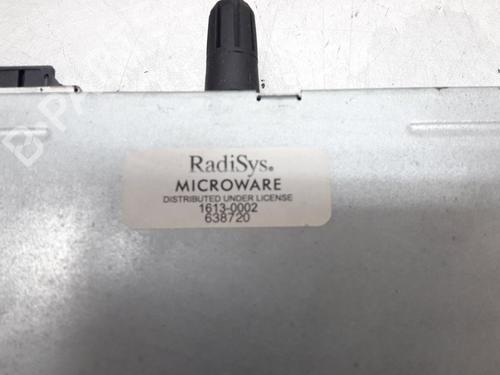 RadiSys®
MICROWARE
DISTRIBUTED UNDER LICENSE
1613-0002
638720